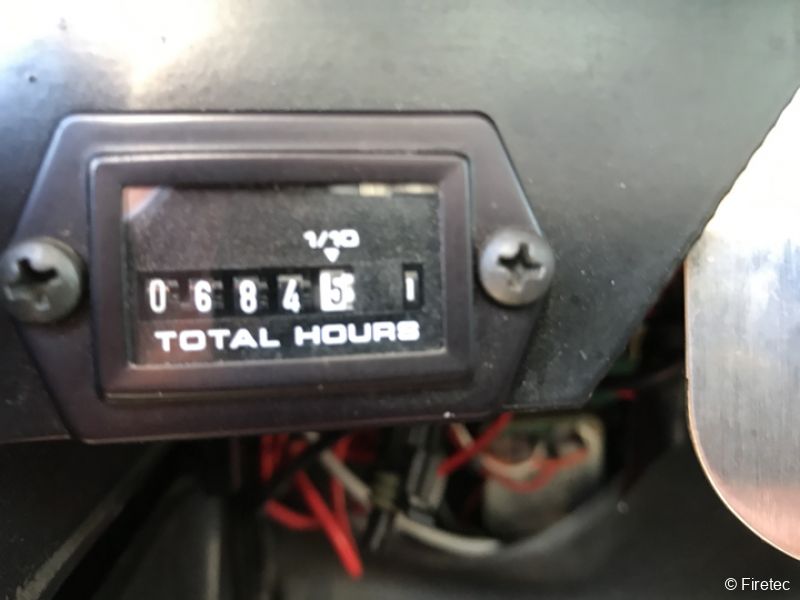 1/10
0 6 8 4 5 1
TOTAL HOURS
© Firetec